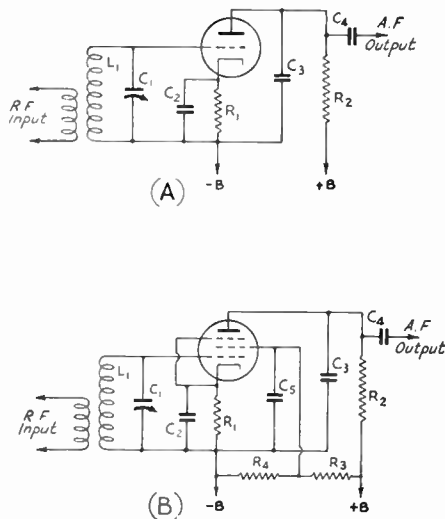 C4
A.F
Output
L1
C1
C3
RF
Input
C2
R1
R2
-B
+B
(A)
C4
A.F
Output
L1
C1
C5
C3
R2
RF
Input
C2
R1
R4
R3
-B
+B
(B)